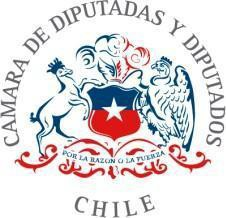 CAMARA DE DIPUTADAS Y DIPUTADOS
POR LA RAZON O LA FUERZA
CHILE